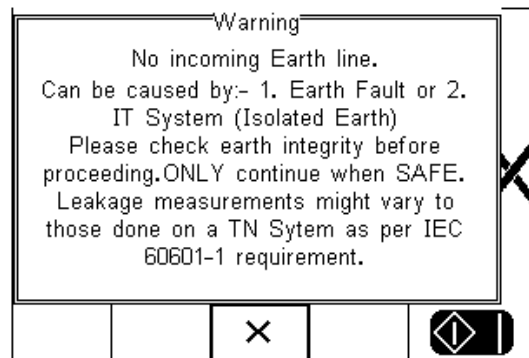 Warning
No incoming Earth line.
Can be caused by:- 1. Earth Fault or 2.
IT System (Isolated Earth)
Please check earth integrity before
proceeding.ONLY continue when SAFE.
Leakage measurements might vary to
those done on a TN Sytem as per IEC
60601-1 requirement.